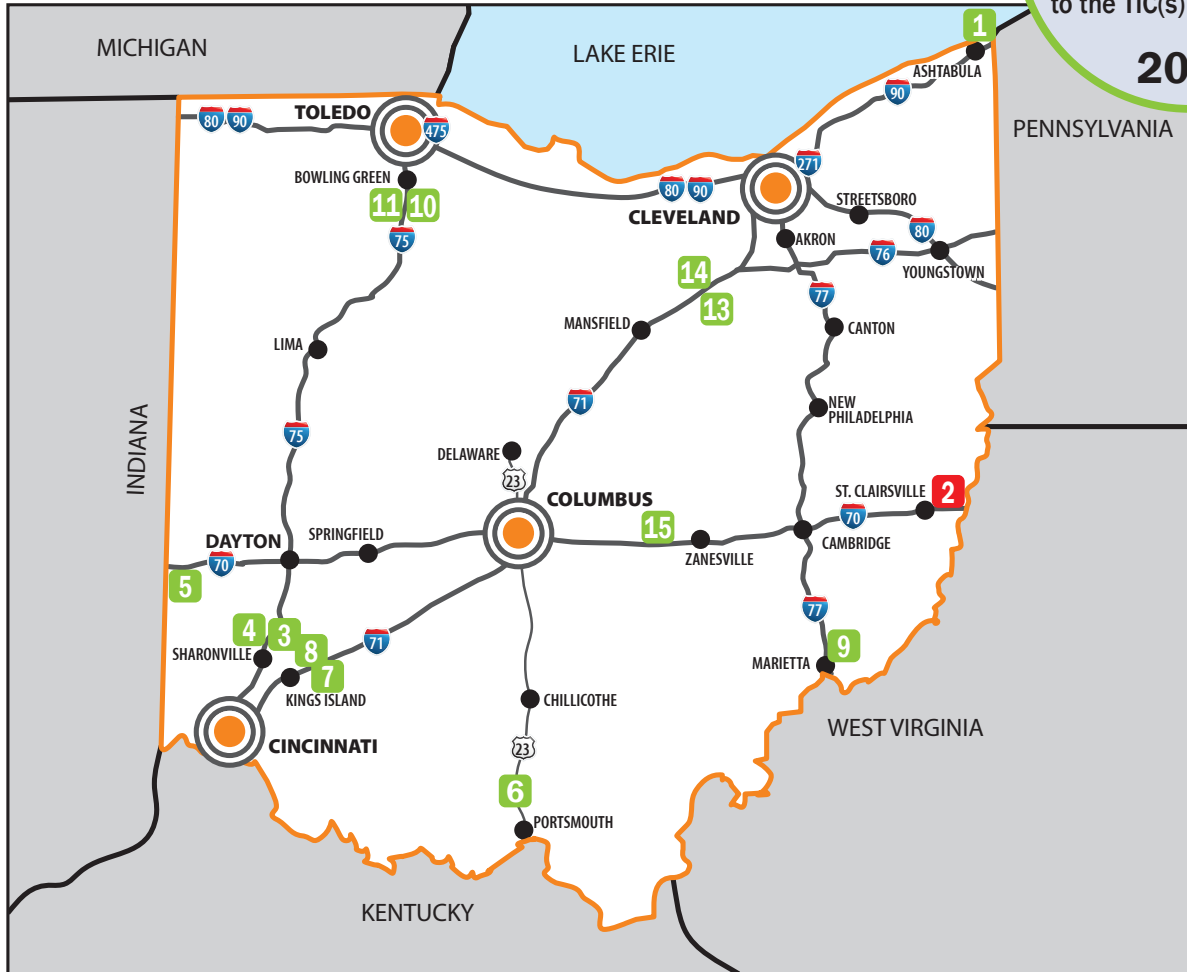 to the TIC(s)
20
1
MICHIGAN
LAKE ERIE
ASHTABULA
90
TOLEDO
80
90
475
PENNSYLVANIA
271
BOWLING GREEN
80
90
STREETSBORO
11
10
CLEVELAND
80
75
AKRON
76
YOUNGSTOWN
14
77
13
MANSFIELD
CANTON
LIMA
71
NEW
PHILADELPHIA
INDIANA
75
DELAWARE
23
ST. CLAIRSVILLE
2
COLUMBUS
70
15
SPRINGFIELD
DAYTON
CAMBRIDGE
ZANESVILLE
70
5
77
4
3
71
8
SHARONVILLE
9
MARIETTA
7
KINGS ISLAND
CHILLICOTHE
WEST VIRGINIA
CINCINNATI
23
6
PORTSMOUTH
KENTUCKY